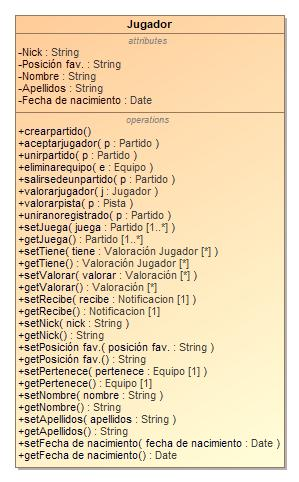 Jugador
attributes
-Nick : String
-Posición fav. : String
-Nombre : String
-Apellidos : String
-Fecha de nacimiento : Date
operations
+crearpartido()
+aceptarjugador( p : Partido )
+unirpartido( p : Partido )
+eliminarequipo( e : Equipo )
+salirsedeunpartido( p : Partido )
+valorarjugador( j : Jugador )
+valorarpista( p : Pista )
+uniranoregistrado( p : Partido )
+setJuega( juega : Partido [1..*] )
+getJuega() : Partido [1..*]
+setTiene( tiene : Valoración Jugador [*] )
+getTiene() : Valoración Jugador [*]
+setValorar( valorar : Valoración [*] )
+getValorar() : Valoración [*]
+setRecibe( recibe : Notificacion [1] )
+getRecibe() : Notificacion [1]
+setNick( nick : String )
+getNick() : String
+setPosición fav.( posición fav. : String )
+getPosición fav.() : String
+setPertenece( pertenece : Equipo [1] )
+getPertenece() : Equipo [1]
+setNombre( nombre : String )
+getNombre() : String
+setApellidos( apellidos : String )
+getApellidos() : String
+setFecha de nacimiento( fecha de nacimiento : Date )
+getFecha de nacimiento() : Date